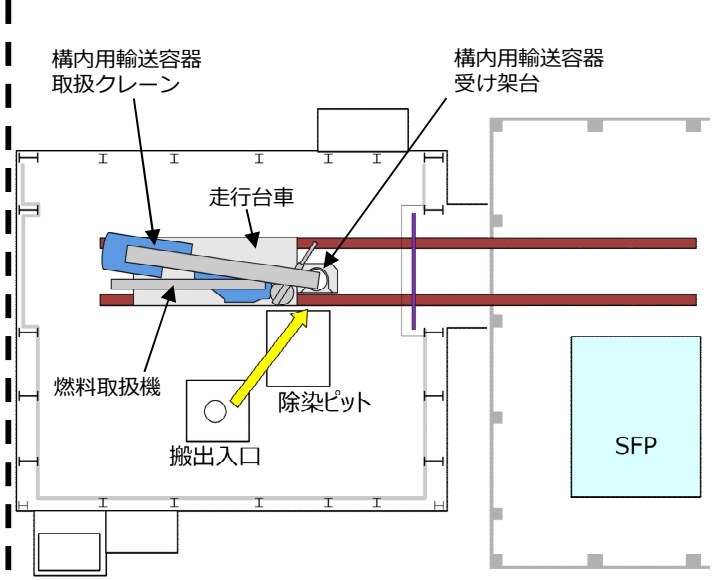 構内用輸送容器
取扱クレーン
構内用輸送容器
受け架台
走行台車
燃料取扱機
除染ピット
搬出入口
SFP